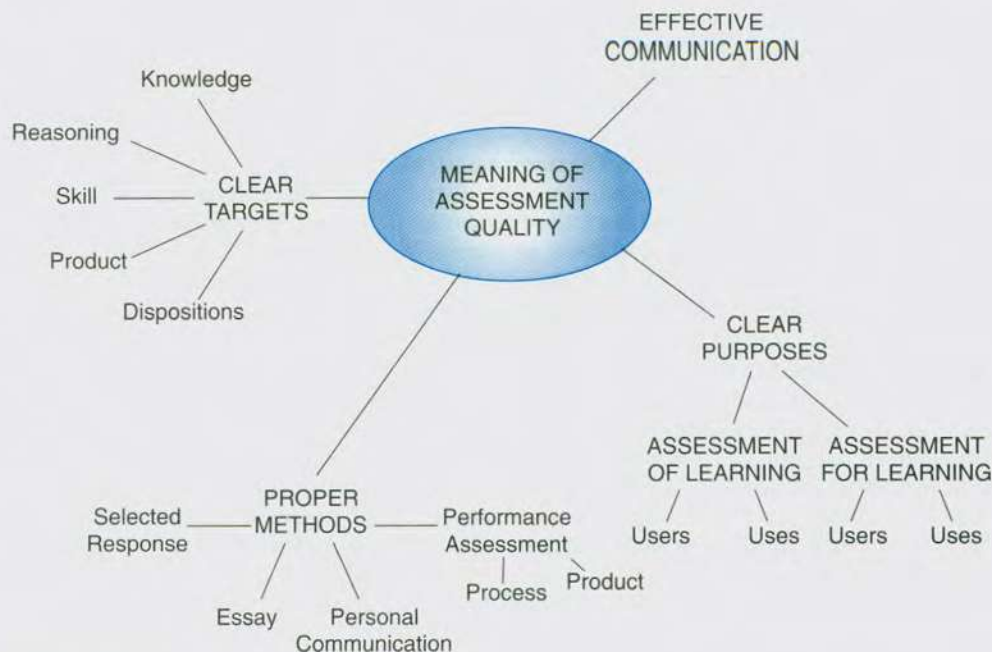 EFFECTIVE
COMMUNICATION
Knowledge
Reasoning
Skill
Product
Dispositions
CLEAR
TARGETS
MEANING OF
ASSESSMENT
QUALITY
CLEAR
PURPOSES
ASSESSMENT
OF LEARNING
Users
Uses
ASSESSMENT
FOR LEARNING
Users
Uses
PROPER
METHODS
Selected
Response
Essay
Personal
Communication
Performance
Assessment
Process
Product